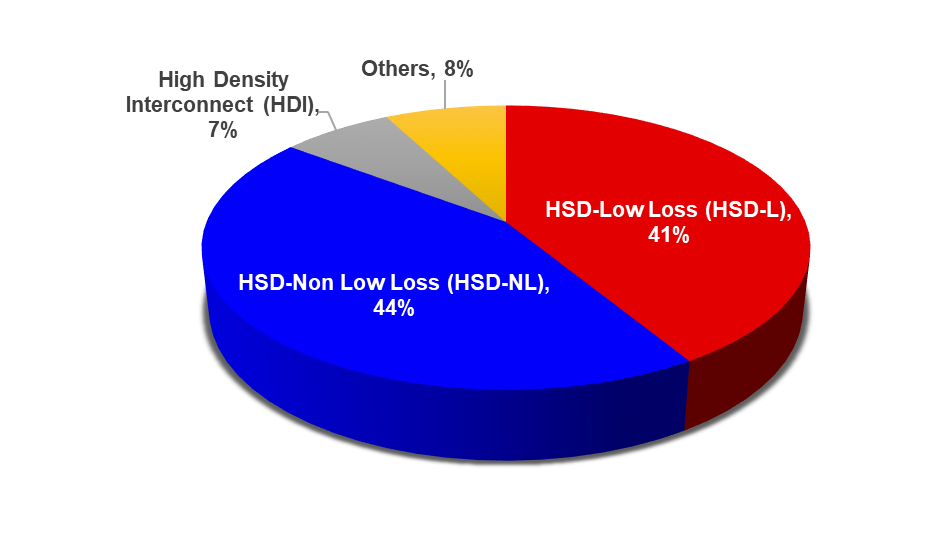 Others, 8%
High Density
Interconnect (HDI),
7%
HSD-Low Loss (HSD-L),
41%
HSD-Non Low Loss (HSD-NL),
44%